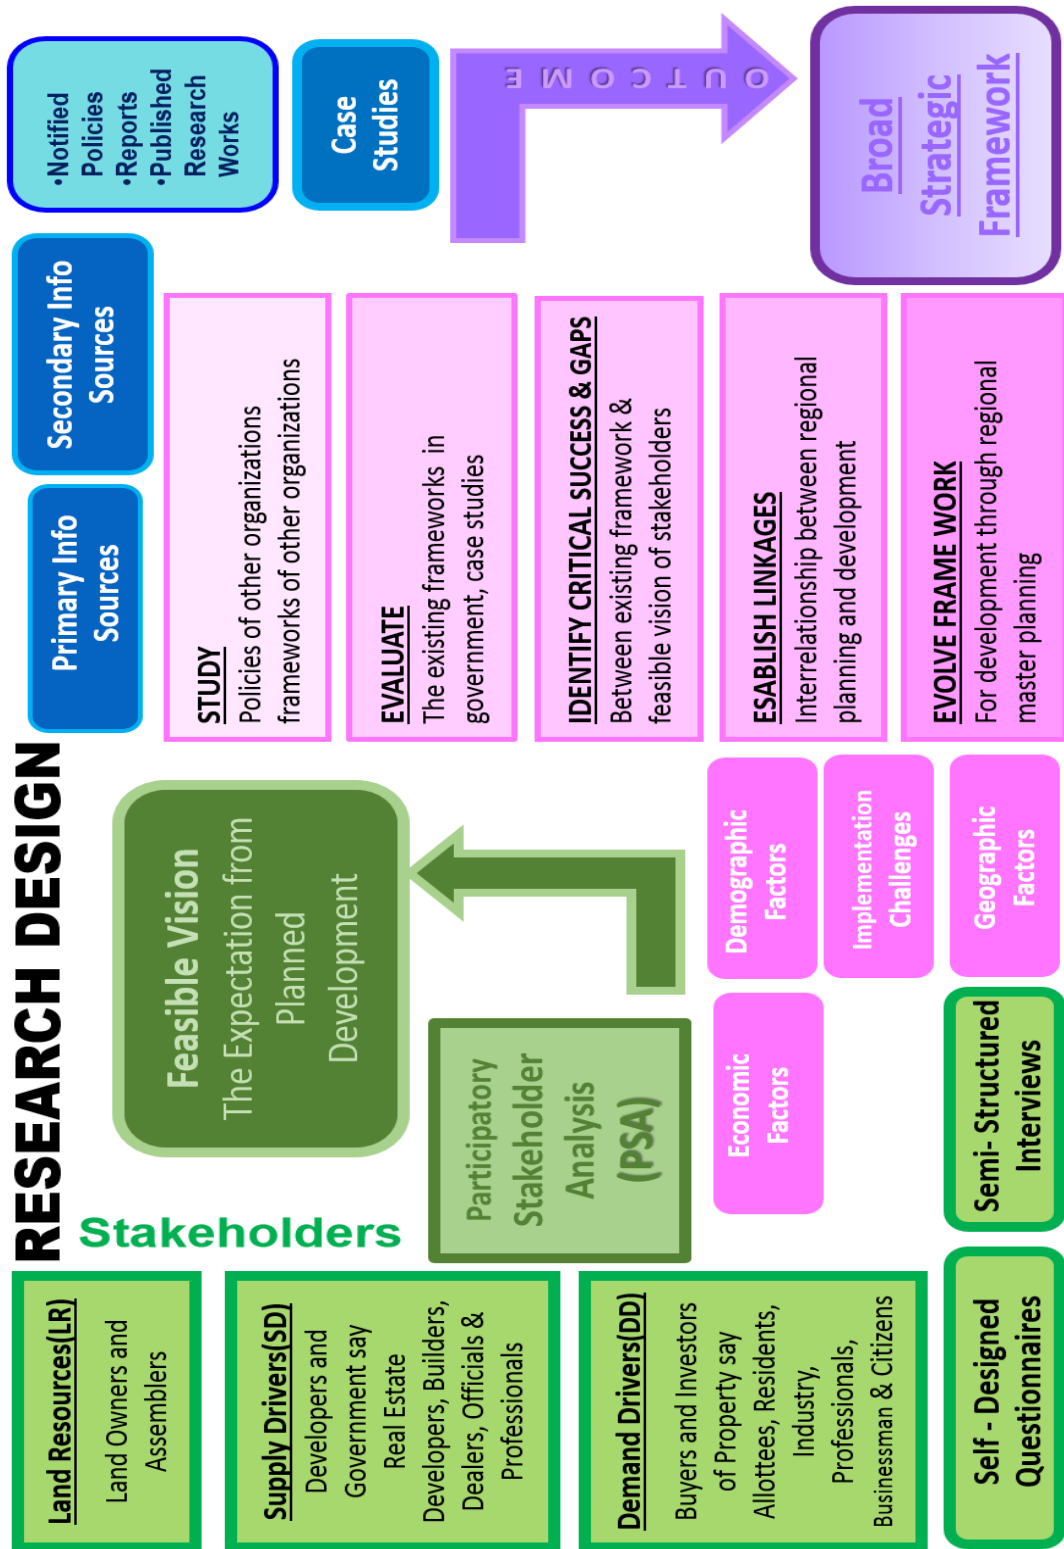 RESEARCH DESIGN
Stakeholders
Land Resources(LR)
Land Owners and
Assemblers
Supply Drivers(SD)
Developers and
Government say
Real Estate
Developers, Builders,
Dealers, Officials &
Professionals
Demand Drivers(DD)
Buyers and Investors
of Property say
Allottees, Residents,
Industry,
Professionals,
Businessman & Citizens
Self - Designed
Questionnaires
Semi- Structured
Interviews
Feasible Vision
The Expectation from
Planned
Development
Participatory
Stakeholder
Analysis
(PSA)
Economic
Factors
Demographic
Factors
Implementation
Challenges
Geographic
Factors
Primary Info
Sources
Secondary Info
Sources
•Notified
Policies
•Reports
•Published
Research
Works
Case
Studies
STUDY
Policies of other organizations
frameworks of other organizations
EVALUATE
The existing frameworks in
government, case studies
IDENTIFY CRITICAL SUCCESS & GAPS
Between existing framework &
feasible vision of stakeholders
ESABLISH LINKAGES
Interrelationship between regional
planning and development
EVOLVE FRAME WORK
For development through regional
master planning
OUTCOME
Broad
Strategic
Framework